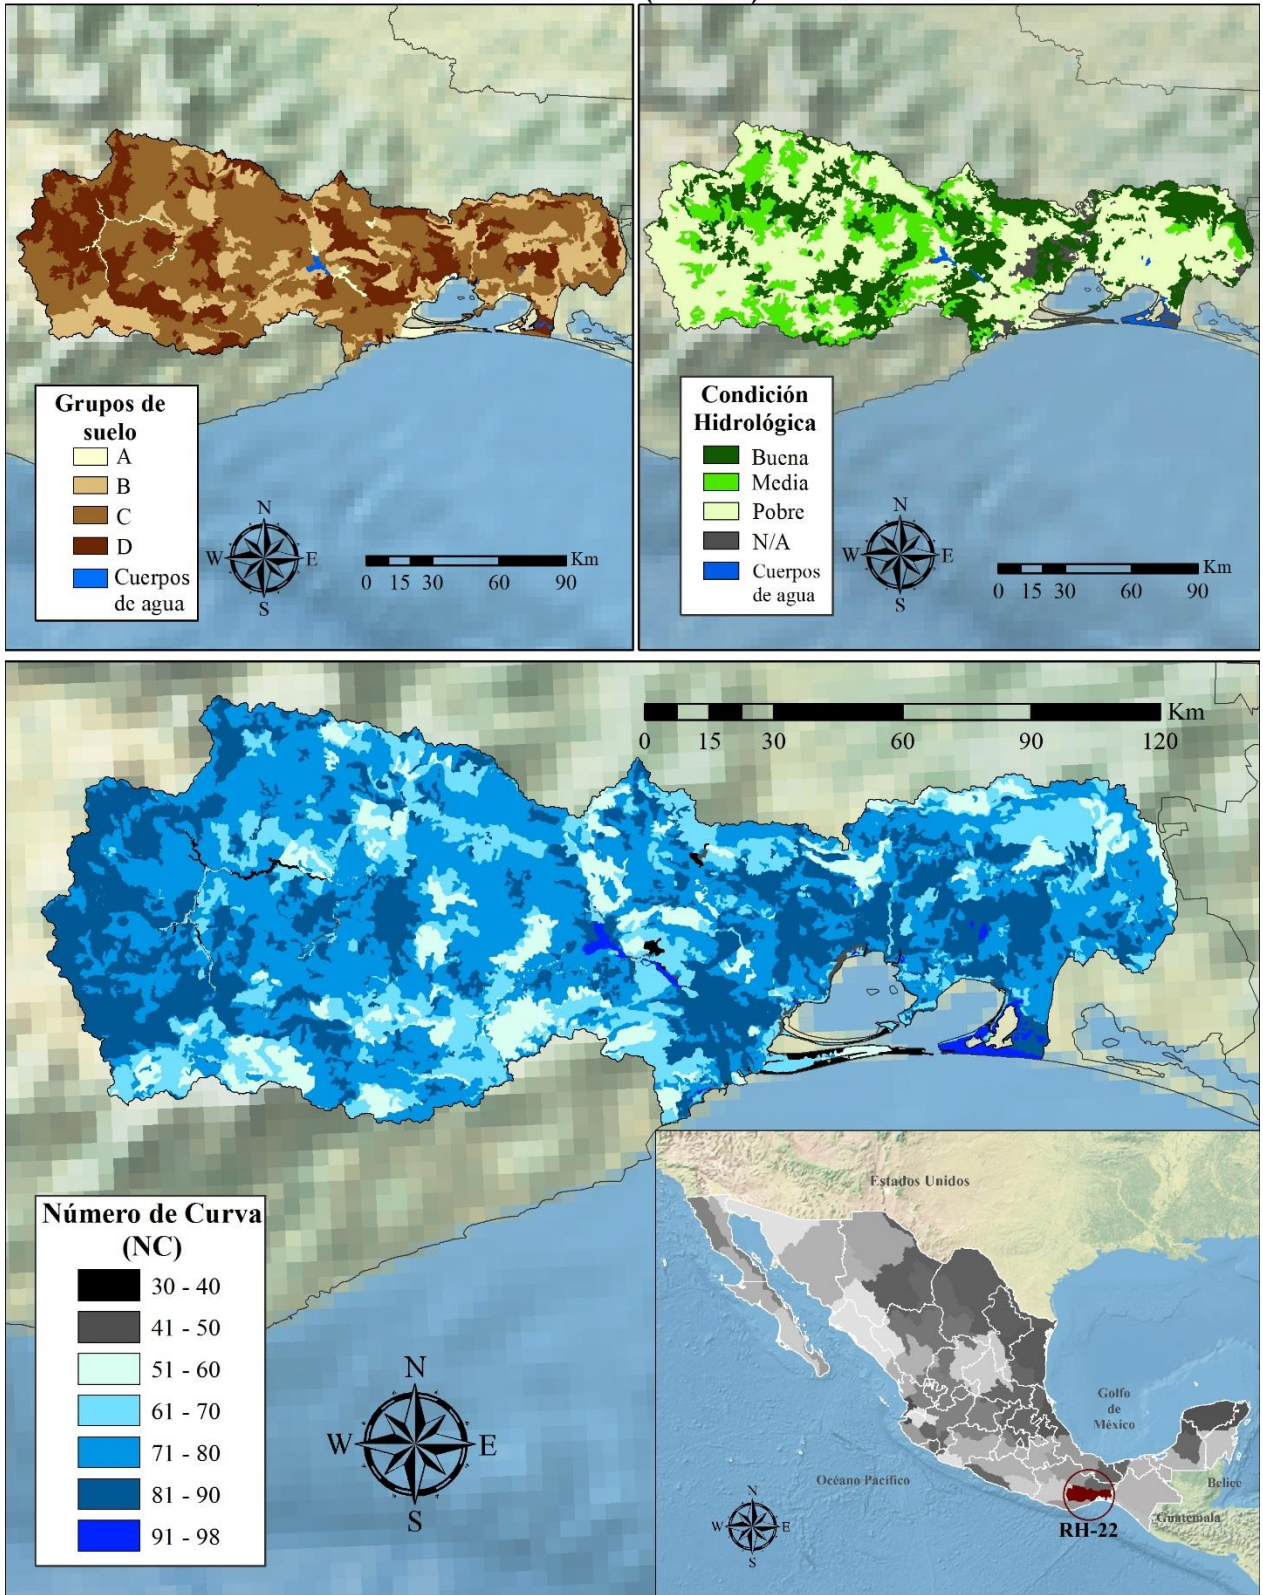 Grupos de
suelo
A
B
C
D
Cuerpos
de agua
N
W
E
S
Km
0 15 30 60 90
Condición
Hidrológica
Buena
Media
Pobre
N/A
Cuerpos
de agua
N
W
E
S
Km
0 15 30 60 90
Km
0 15 30 60 90 120
Número de Curva
(NC)
30 - 40
41 - 50
51 - 60
61 - 70
71 - 80
81 - 90
91 - 98
N
W
E
S
Estados Unidos
Golfo
de
México
Océano Pacífico
Belice
Guatemala
RH-22
N
W
E
S